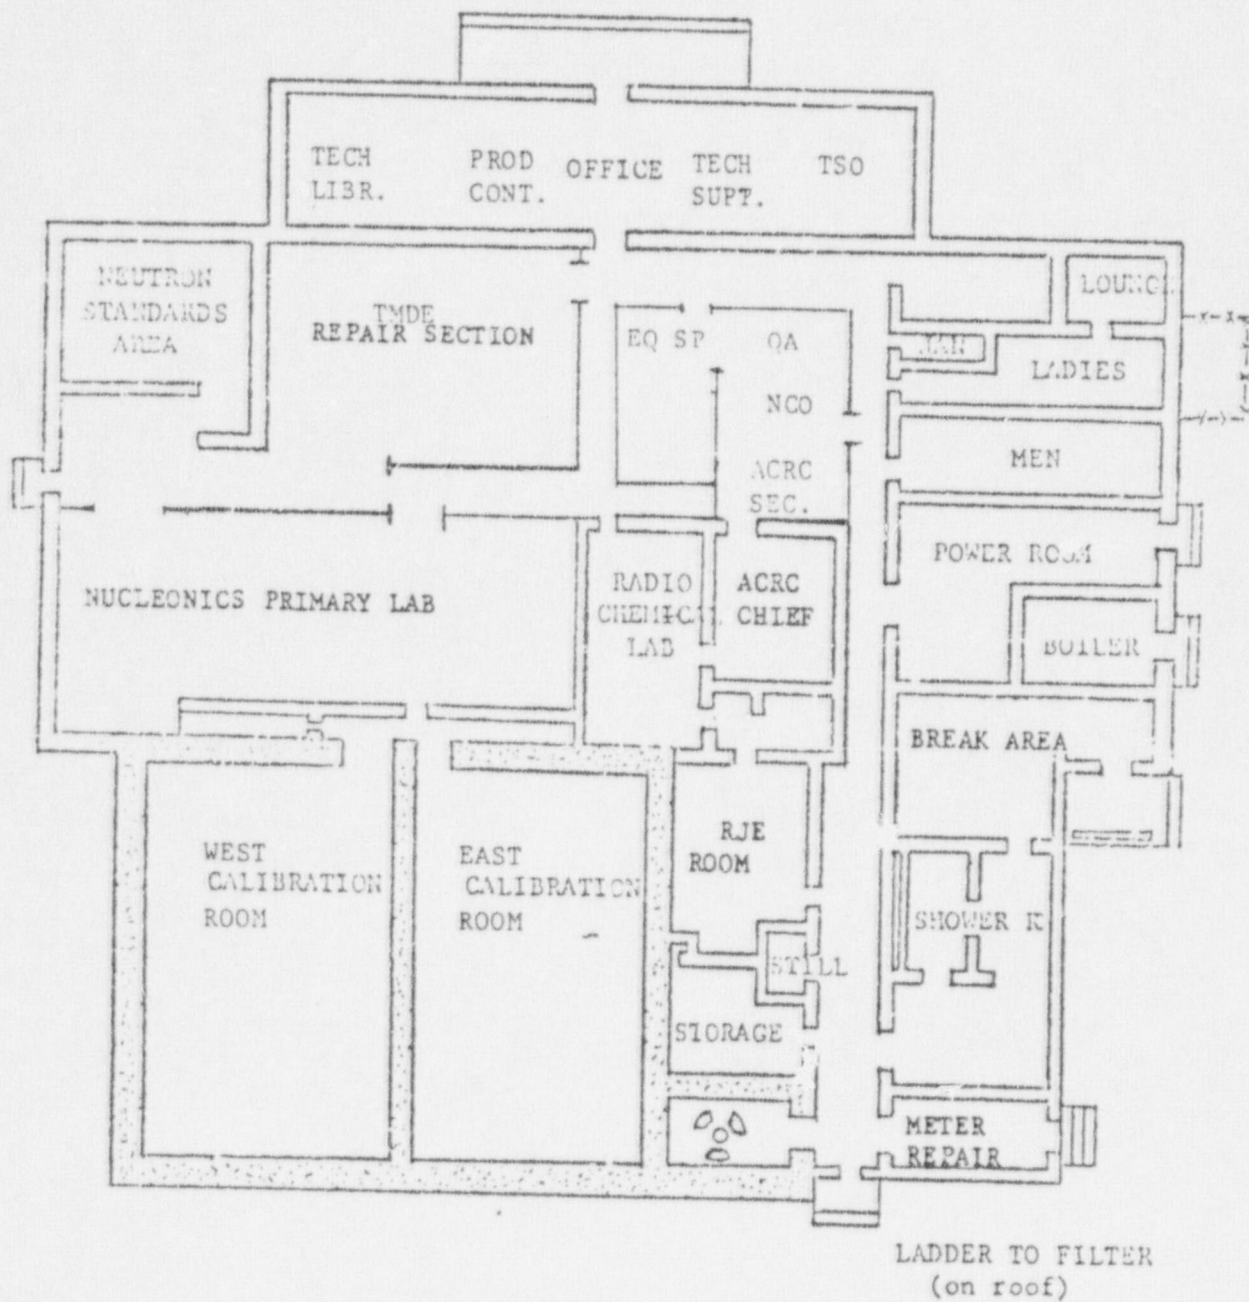 TECH
LIBR.
PROD
CONT.
OFFICE
TECH
SUPT.
TSO
NEUTRON
STANDARDS
AREA
TMDE
REPAIR SECTION
EQ SP
QA
NCO
ACRC
SEC.
LOUNGE
JAN
LADIES
MEN
POWER ROOM
BOILER
NUCLEONICS PRIMARY LAB
RADIO
CHEMICAL
LAB
ACRC
CHIEF
BREAK AREA
WEST
CALIBRATION
ROOM
EAST
CALIBRATION
ROOM
RJE
ROOM
SHOWER R
STILL
STORAGE
METER
REPAIR
LADDER TO FILTER
(on roof)